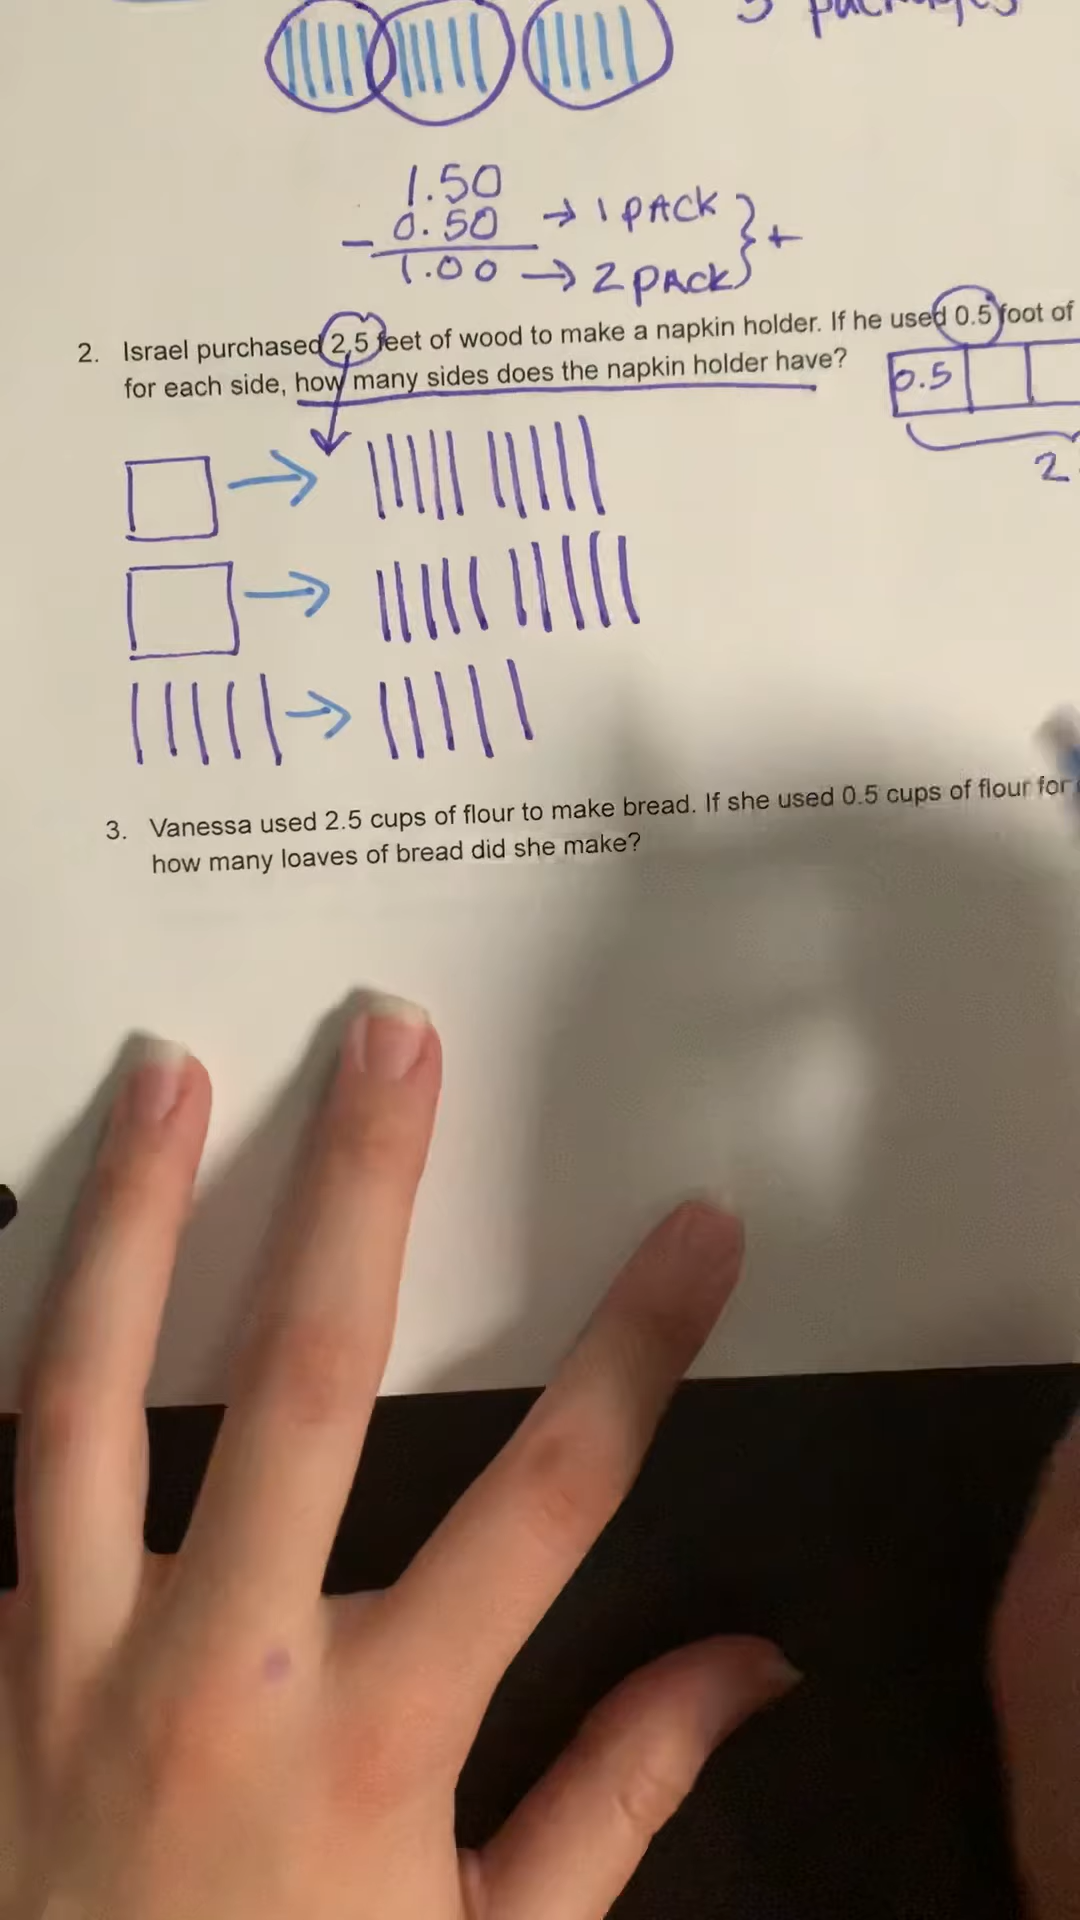 3 packages
1.50
- 0.50 → 1 PACK } +
1.00 → 2 PACK
2. Israel purchased 2.5 feet of wood to make a napkin holder. If he used 0.5 foot of
for each side, how many sides does the napkin holder have?
0.5
2
3. Vanessa used 2.5 cups of flour to make bread. If she used 0.5 cups of flour for
how many loaves of bread did she make?